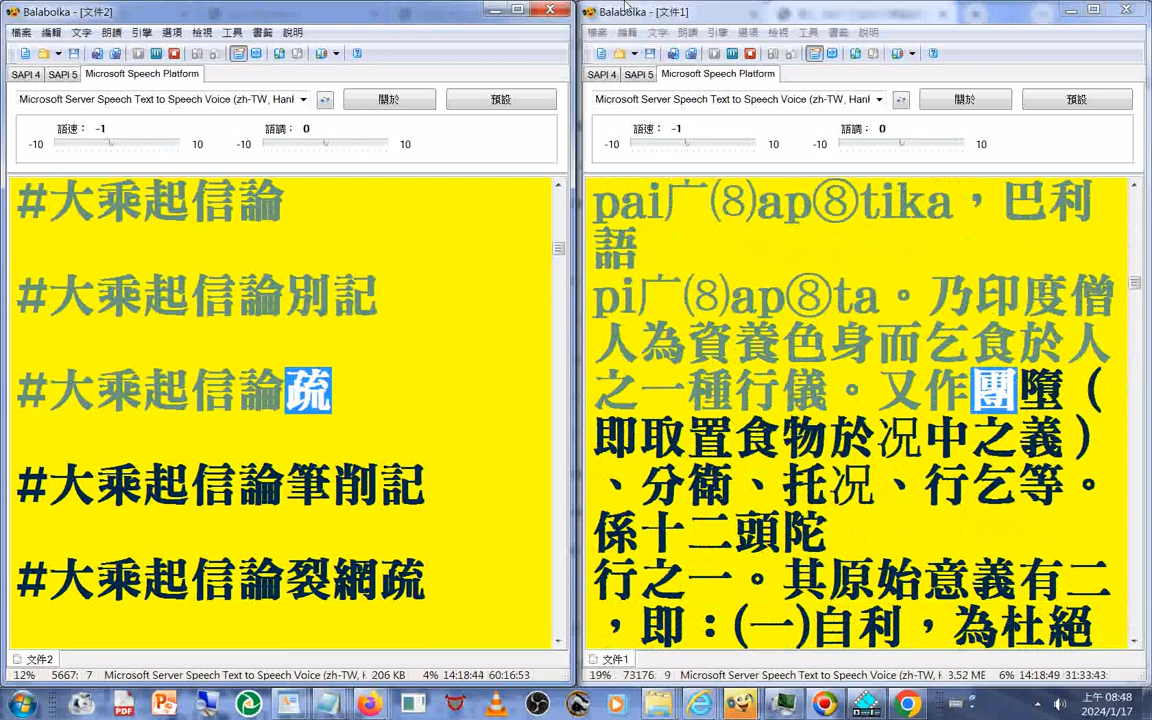 Balabolka - [文件2]
檔案 編輯 文字 朗讀 引擎 選項 檢視 工具 書籤 說明
SAPI 4 SAPI 5 Microsoft Speech Platform
Microsoft Server Speech Text to Speech Voice (zh-TW, Hanl
關於
預設
語速： -1
語調： 0
-10 10 -10 10
#大乘起信論
#大乘起信論別記
#大乘起信論疏
#大乘起信論筆削記
#大乘起信論裂網疏
文件2
12% 5667: 7 Microsoft Server Speech Text to Speech Voice (zh-TW, H 206 KB 4% 14:18:44 60:16:53
Balabolka - [文件1]
檔案 編輯 文字 朗讀 引擎 選項 檢視 工具 書籤 說明
SAPI 4 SAPI 5 Microsoft Speech Platform
Microsoft Server Speech Text to Speech Voice (zh-TW, Hanl
關於
預設
語速： -1
語調： 0
-10 10 -10 10
pai广⑻ap⑧tika，巴利
語
pi广⑻ap⑧ta。乃印度僧
人為資養色身而乞食於人
之一種行儀。又作團墮（
即取置食物於况中之義）
、分衛、托况、行乞等。
係十二頭陀
行之一。其原始意義有二
，即：(一)自利，為杜絕
文件1
19% 73176: 9 Microsoft Server Speech Text to Speech Voice (zh-TW, H 3.52 MB 6% 14:18:49 31:33:43
上午 08:48
2024/1/17